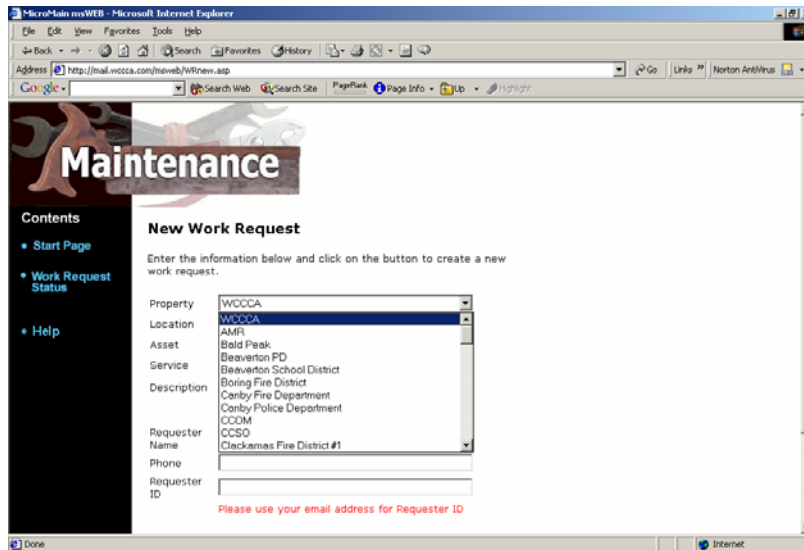 MicroMain msWEB - Microsoft Internet Explorer
File Edit View Favorites Tools Help
Back Search Favorites History
Address http://mail.wccca.com/msweb/WRnew.asp Go Links » Norton AntiVirus
Google Search Web Search Site PageRank Page Info Up Highlight
Maintenance
Contents
Start Page
Work Request
Status
Help
New Work Request
Enter the information below and click on the button to create a new
work request.
Property WCCCA
Location
Asset
Service
Description
WCCCA
AMR
Bald Peak
Beaverton PD
Beaverton School District
Boring Fire District
Canby Fire Department
Canby Police Department
CCOM
CCSO
Clackamas Fire District #1
Requester
Name
Phone
Requester
ID
Please use your email address for Requester ID
Done Internet